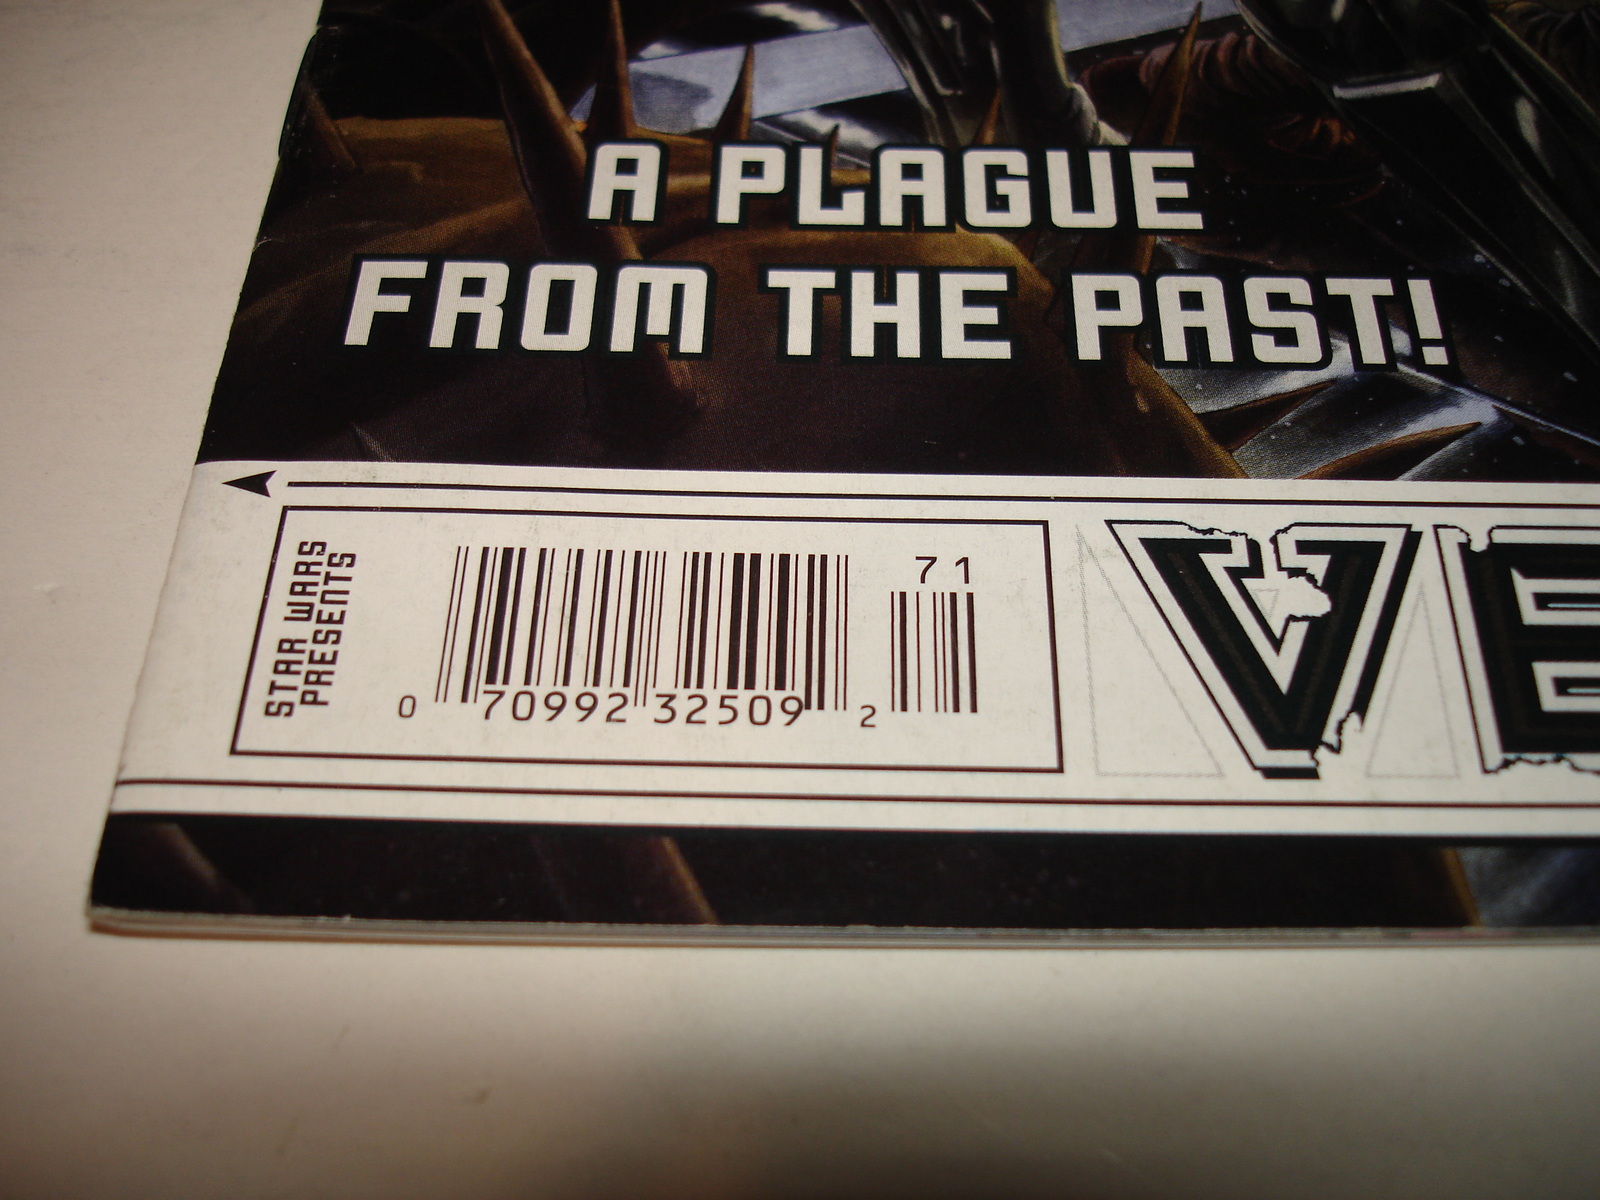 A PLAGUE
FROM THE PAST!
STAR WARS
PRESENTS
71
0 70992 32509 2
VE